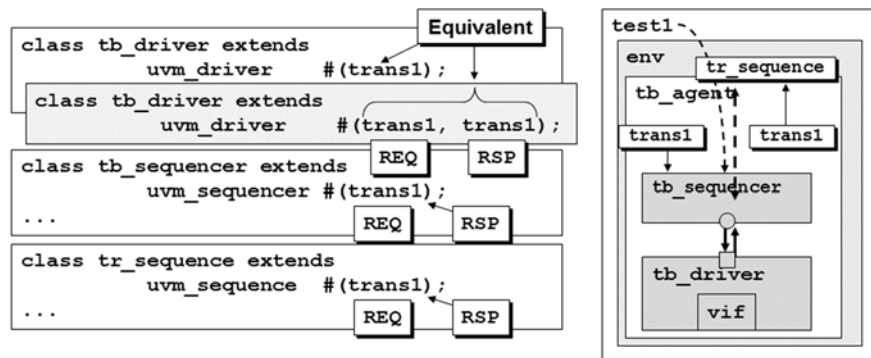 Equivalent
class tb_driver extends
uvm_driver #(trans1);
class tb_driver extends
uvm_driver #(trans1, trans1);
REQ RSP
class tb_sequencer extends
uvm_sequencer #(trans1);
...
REQ RSP
class tr_sequence extends
uvm_sequence #(trans1);
...
REQ RSP
test1
env
tr_sequence
tb_agent
trans1 trans1
tb_sequencer
tb_driver
vif